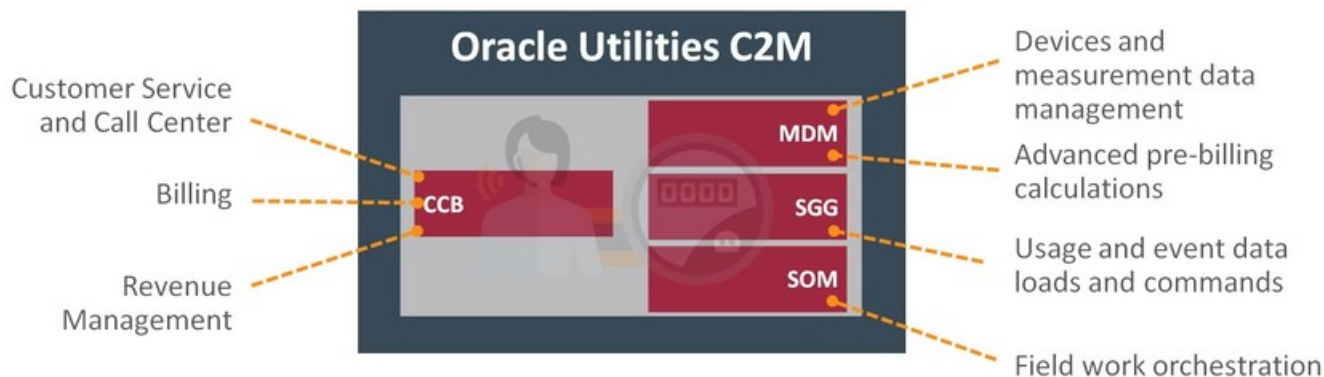 Oracle Utilities C2M
Customer Service
and Call Center
Billing
Revenue
Management
CCB
MDM
SGG
SOM
Devices and
measurement data
management
Advanced pre-billing
calculations
Usage and event data
loads and commands
Field work orchestration